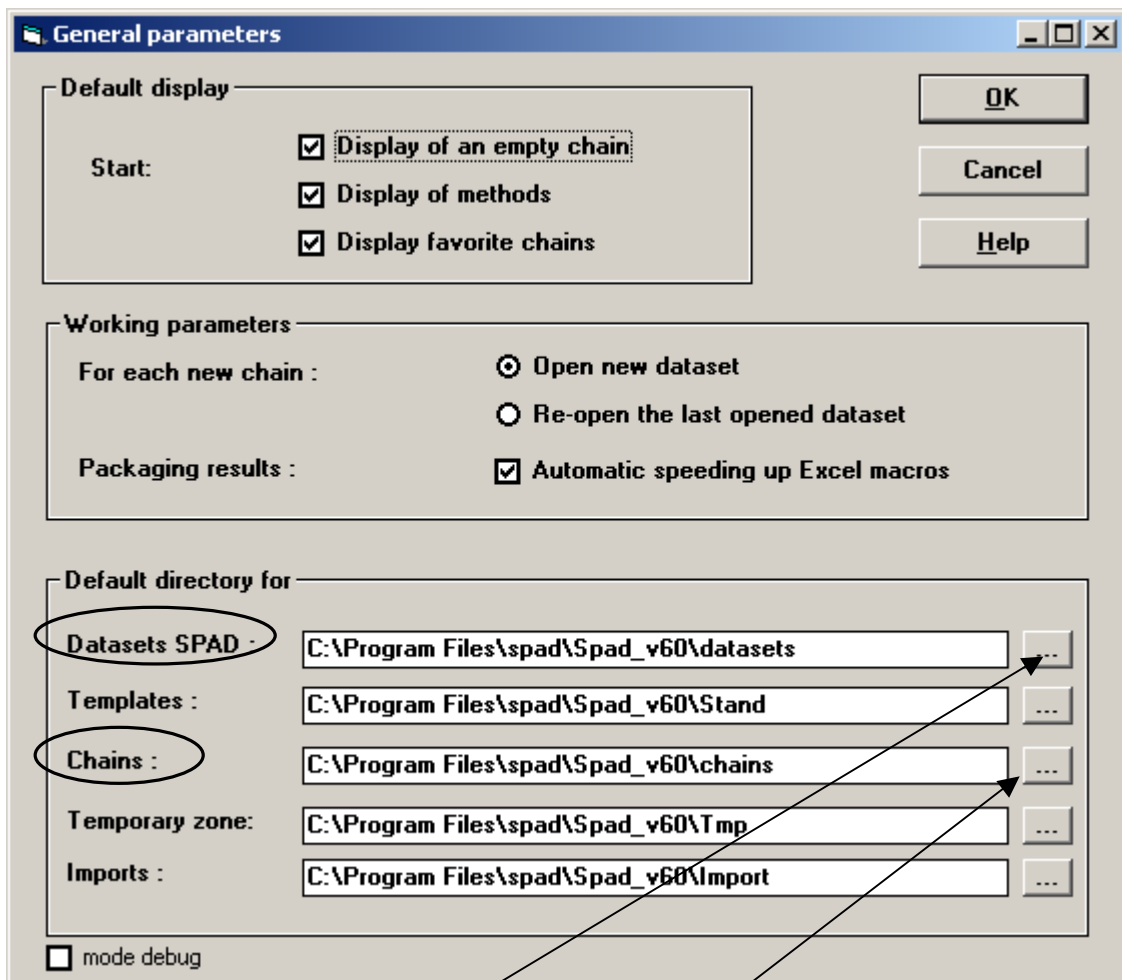 General parameters
Default display
OK
Start:
Display of an empty chain
Cancel
Display of methods
Display favorite chains
Help
Working parameters
For each new chain :
Open new dataset
Re-open the last opened dataset
Packaging results :
Automatic speeding up Excel macros
Default directory for
Datasets SPAD : C:\Program Files\spad\Spad_v60\datasets ...
Templates : C:\Program Files\spad\Spad_v60\Stand ...
Chains : C:\Program Files\spad\Spad_v60\chains ...
Temporary zone: C:\Program Files\spad\Spad_v60\Tmp ...
Imports : C:\Program Files\spad\Spad_v60\Import ...
mode debug